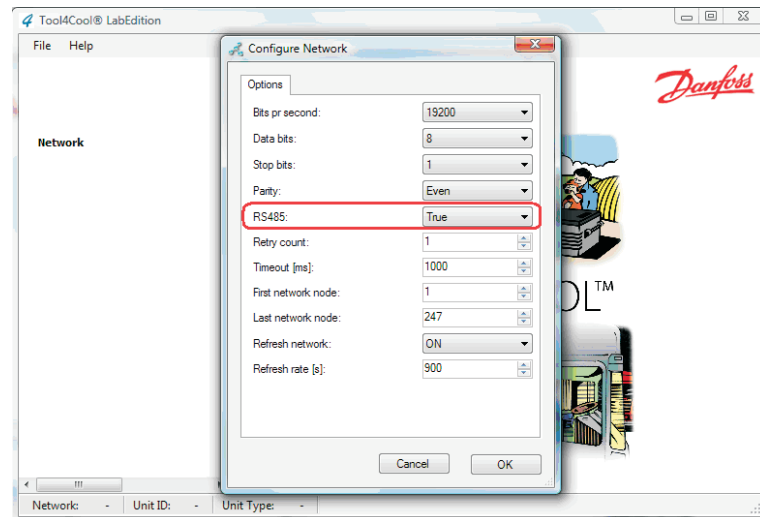 Tool4Cool® LabEdition
File Help
Configure Network
Danfoss
Options
Bits pr second: 19200
Data bits: 8
Network
Stop bits: 1
Parity: Even
RS485: True
Retry count: 1
Timeout [ms]: 1000
First network node: 1
OL™
Last network node: 247
Refresh network: ON
Refresh rate [s]: 900
Cancel OK
Network: - Unit ID: - Unit Type: -